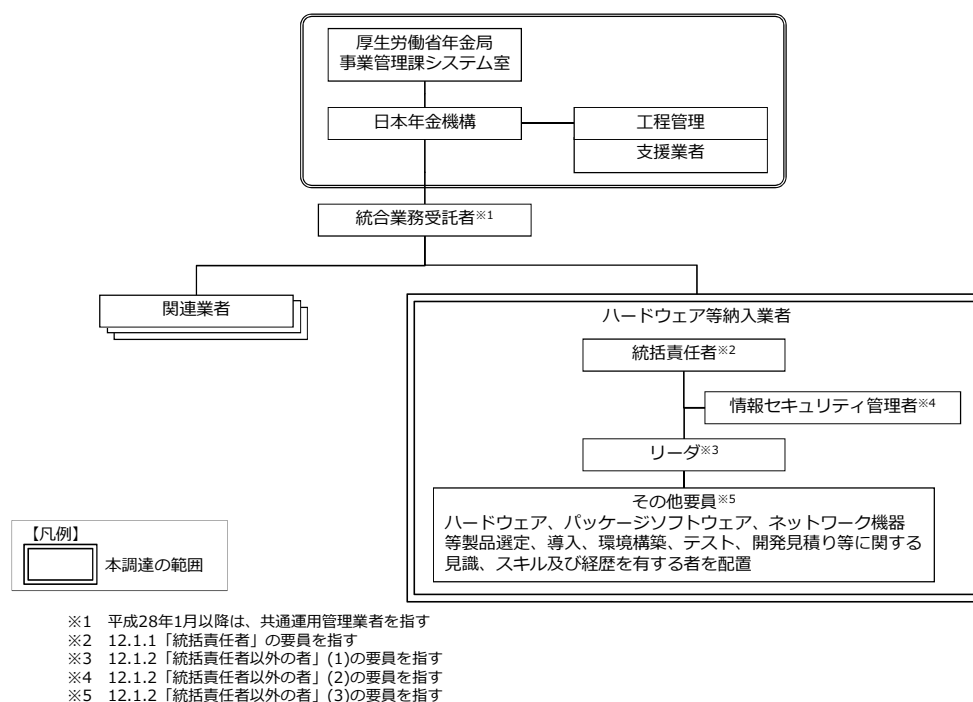 厚生労働省年金局
事業管理課システム室
日本年金機構
工程管理
支援業者
統合業務受託者※1
関連業者
ハードウェア等納入業者
統括責任者※2
情報セキュリティ管理者※4
リーダ※3
その他要員※5
ハードウェア、パッケージソフトウェア、ネットワーク機器
等製品選定、導入、環境構築、テスト、開発見積り等に関する
見識、スキル及び経歴を有する者を配置
【凡例】
本調達の範囲
※1 平成28年1月以降は、共通運用管理業者を指す
※2 12.1.1「統括責任者」の要員を指す
※3 12.1.2「統括責任者以外の者」(1)の要員を指す
※4 12.1.2「統括責任者以外の者」(2)の要員を指す
※5 12.1.2「統括責任者以外の者」(3)の要員を指す